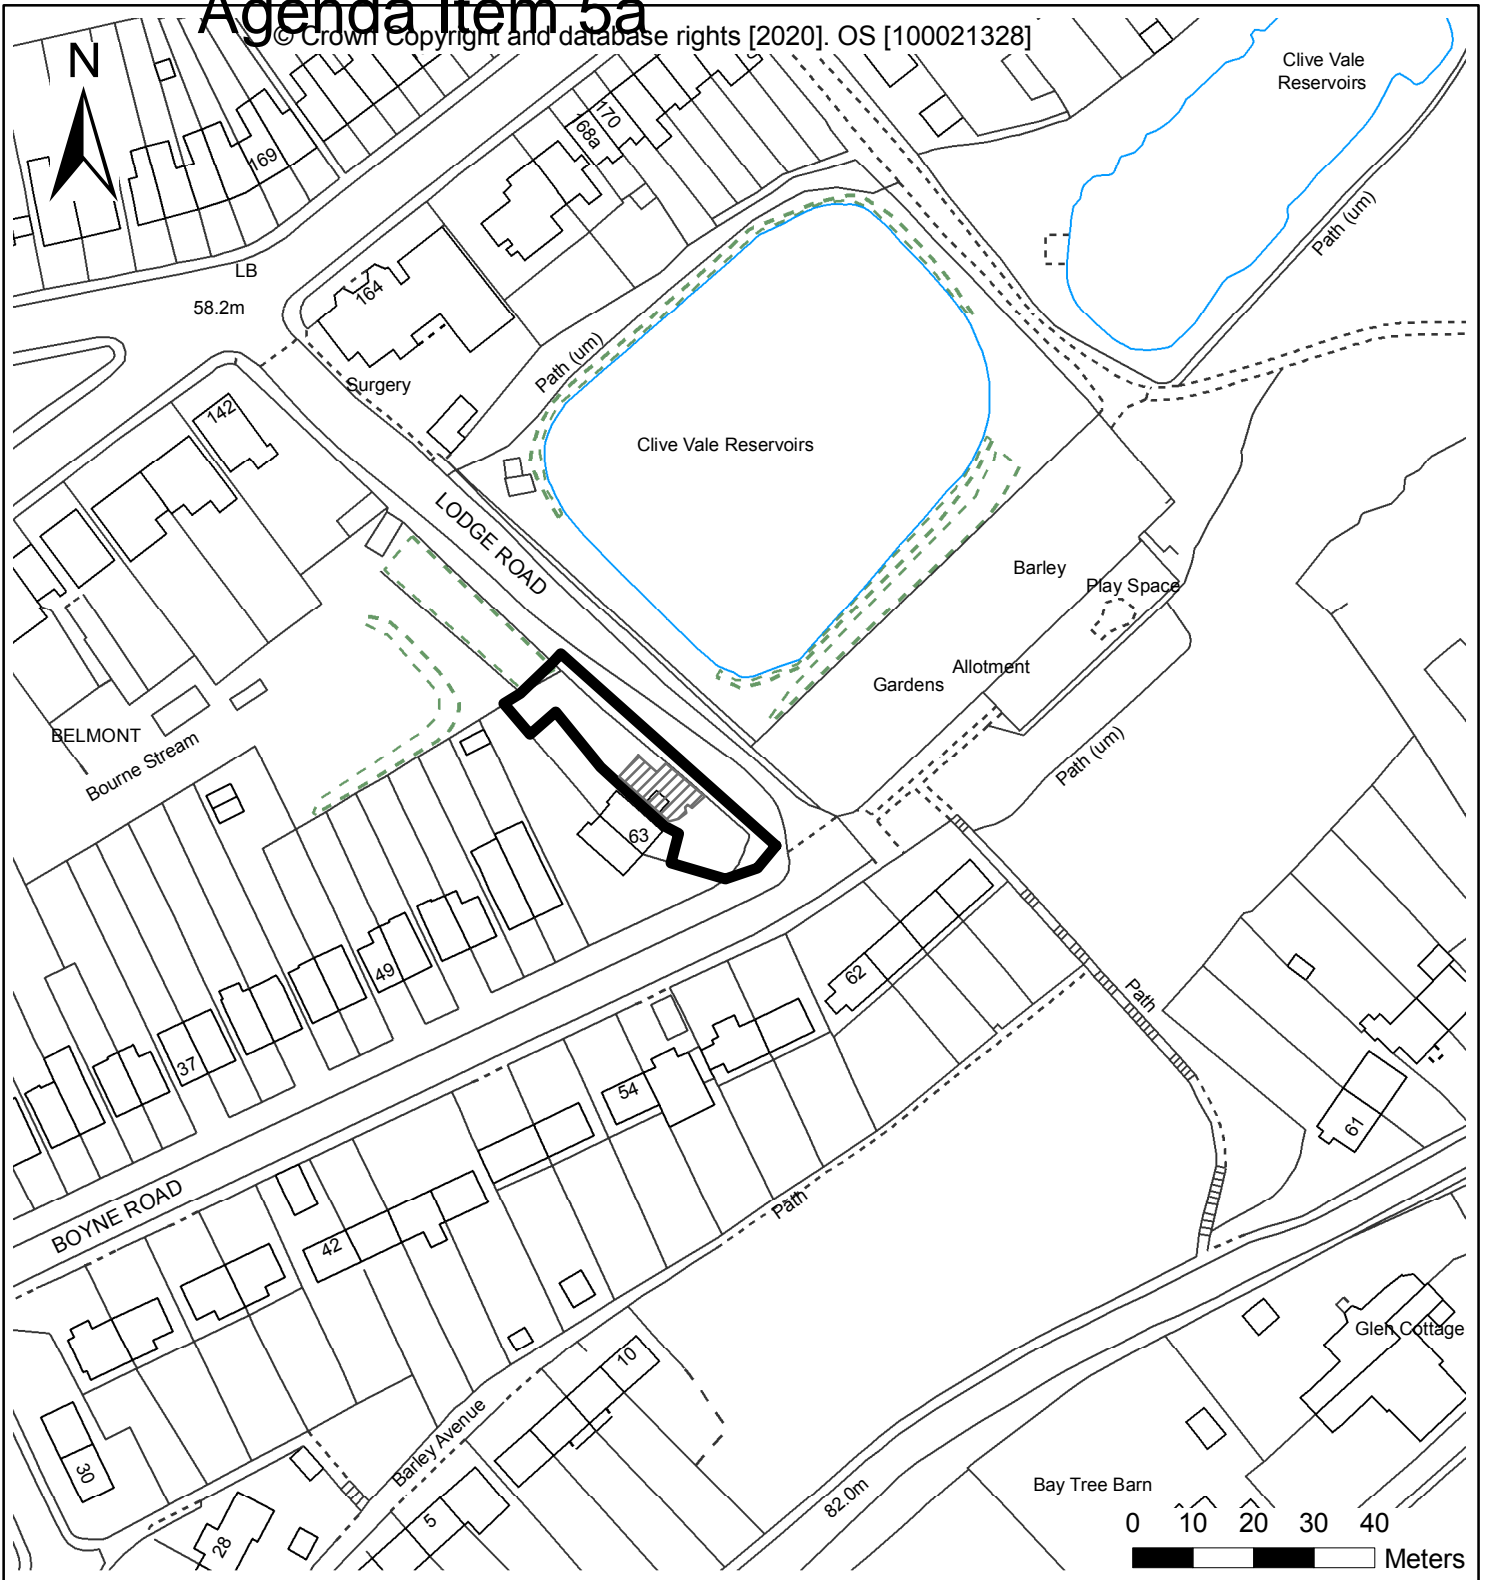 Agenda Item 5a
© Crown Copyright and database rights [2020]. OS [100021328]
N
Clive Vale
Reservoirs
170
68a
169
Path (um)
LB
164
58.2m
Path (um)
Surgery
142
Clive Vale Reservoirs
LODGE ROAD
Barley
Play Space
Allotment
Gardens
BELMONT
Bourne Stream
Path (um)
63
62
49
Path
37
54
61
BOYNE ROAD
Path
42
Glen Cottage
10
Barley Avenue
30
Bay Tree Barn
82.0m
5
28
0 10 20 30 40
Meters